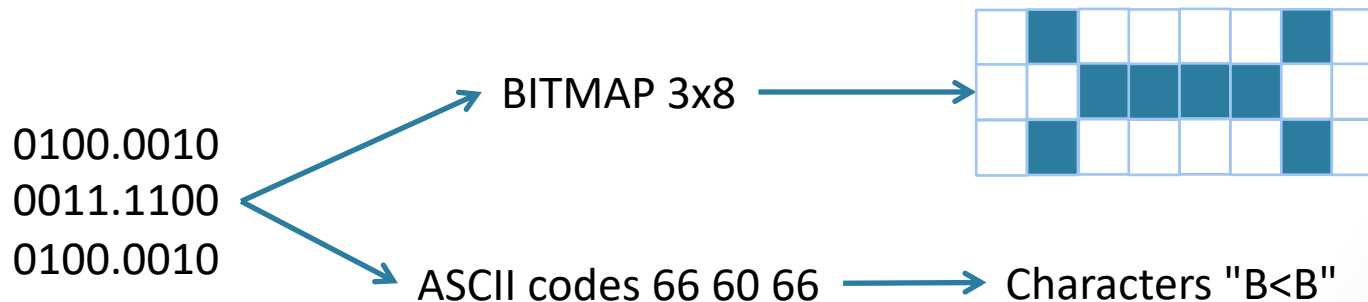 0100.0010
0011.1100
0100.0010
BITMAP 3x8
ASCII codes 66 60 66
Characters "B<B"